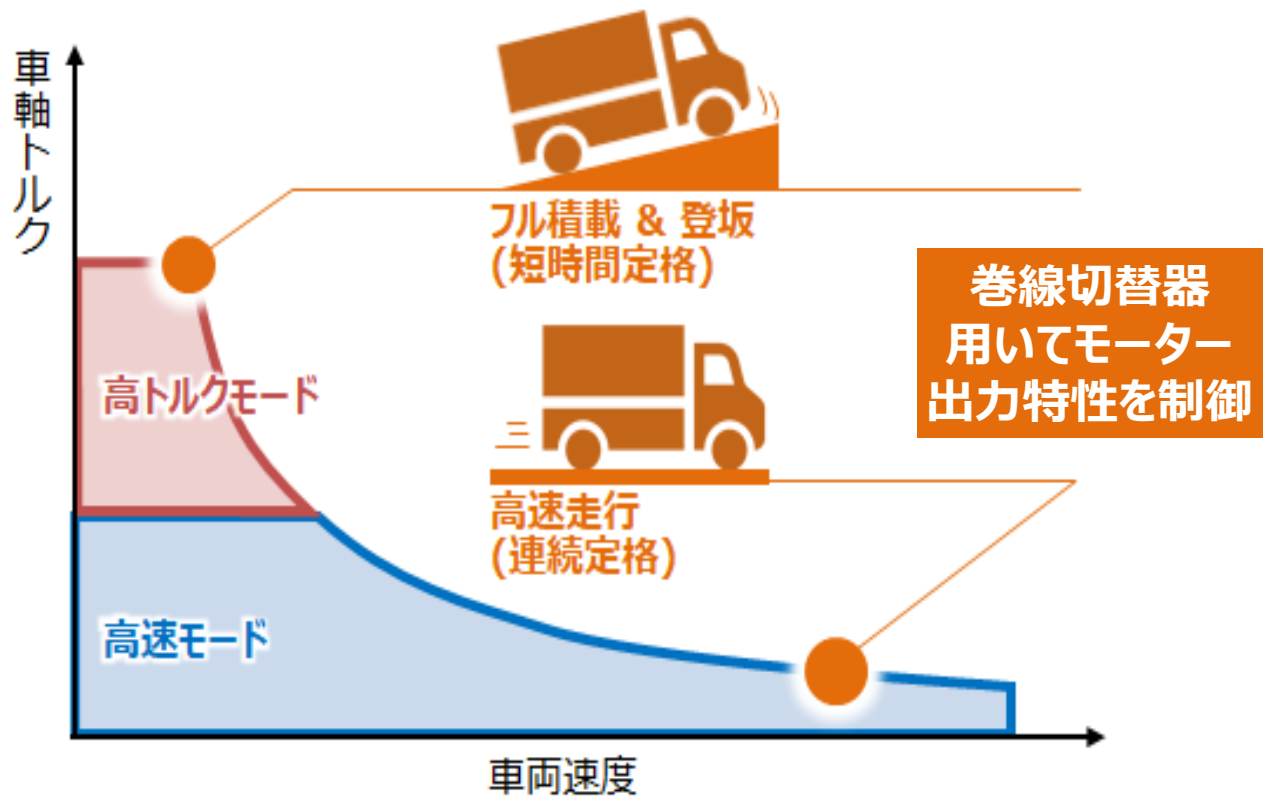 車軸トルク
フル積載 & 登坂
(短時間定格)
巻線切替器
用いてモーター
出力特性を制御
高トルクモード
高速走行
(連続定格)
高速モード
車両速度